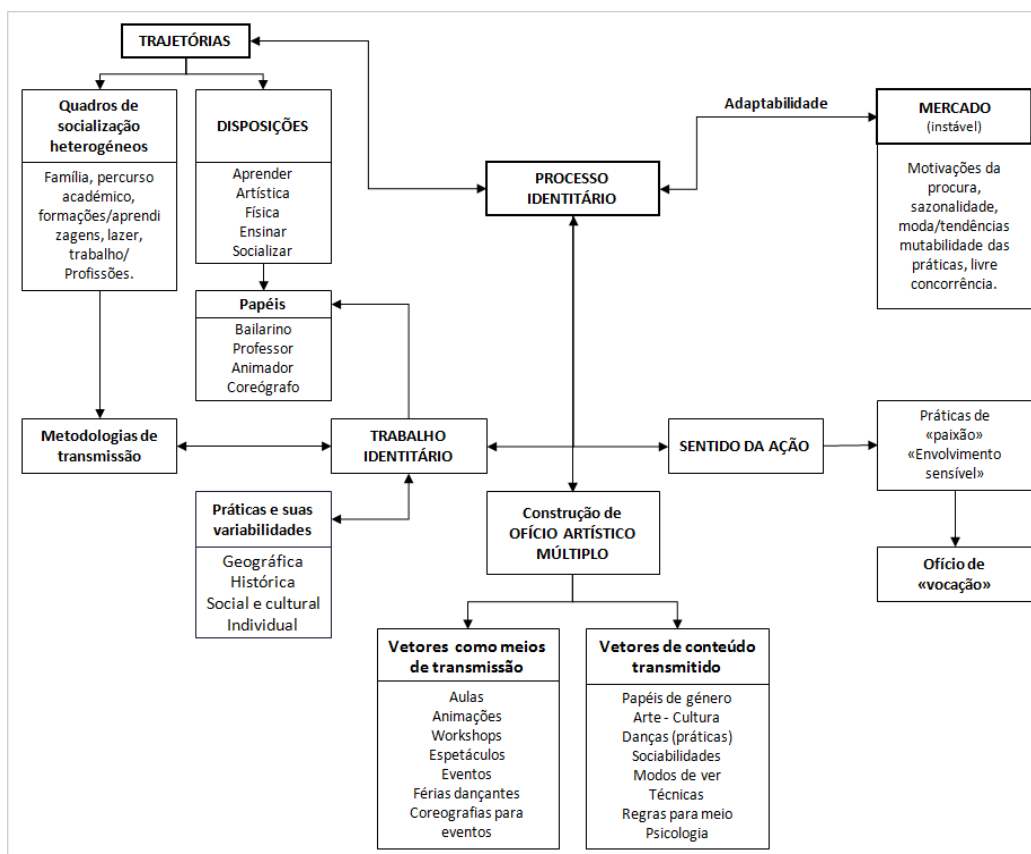 TRAJETÓRIAS
Quadros de
socialização
heterogéneos
Família, percurso
académico,
formações/aprendi
zagens, lazer,
trabalho/
Profissões.
DISPOSIÇÕES
Aprender
Artística
Física
Ensinar
Socializar
Adaptabilidade
MERCADO
(instável)
Motivações da
procura,
sazonalidade,
moda/tendências
mutabilidade das
práticas, livre
concorrência.
PROCESSO
IDENTITÁRIO
Papéis
Bailarino
Professor
Animador
Coreógrafo
Metodologias de
transmissão
TRABALHO
IDENTITÁRIO
SENTIDO DA AÇÃO
Práticas de
«paixão»
«Envolvimento
sensível»
Práticas e suas
variabilidades
Geográfica
Histórica
Social e cultural
Individual
Construção de
OFÍCIO ARTÍSTICO
MÚLTIPLO
Ofício de
«vocação»
Vetores como meios
de transmissão
Aulas
Animações
Workshops
Espetáculos
Eventos
Férias dançantes
Coreografias para
eventos
Vetores de conteúdo
transmitido
Papéis de género
Arte - Cultura
Danças (práticas)
Sociabilidades
Modos de ver
Técnicas
Regras para meio
Psicologia